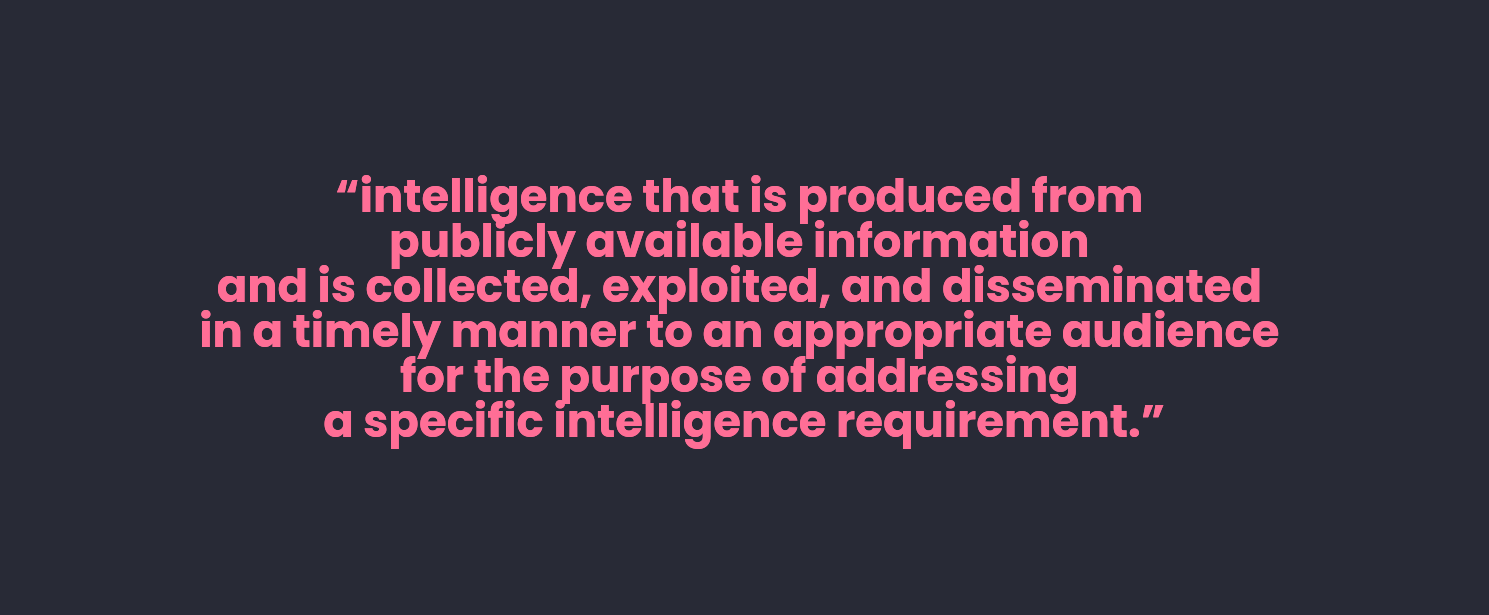 “intelligence that is produced from
publicly available information
and is collected, exploited, and disseminated
in a timely manner to an appropriate audience
for the purpose of addressing
a specific intelligence requirement.”